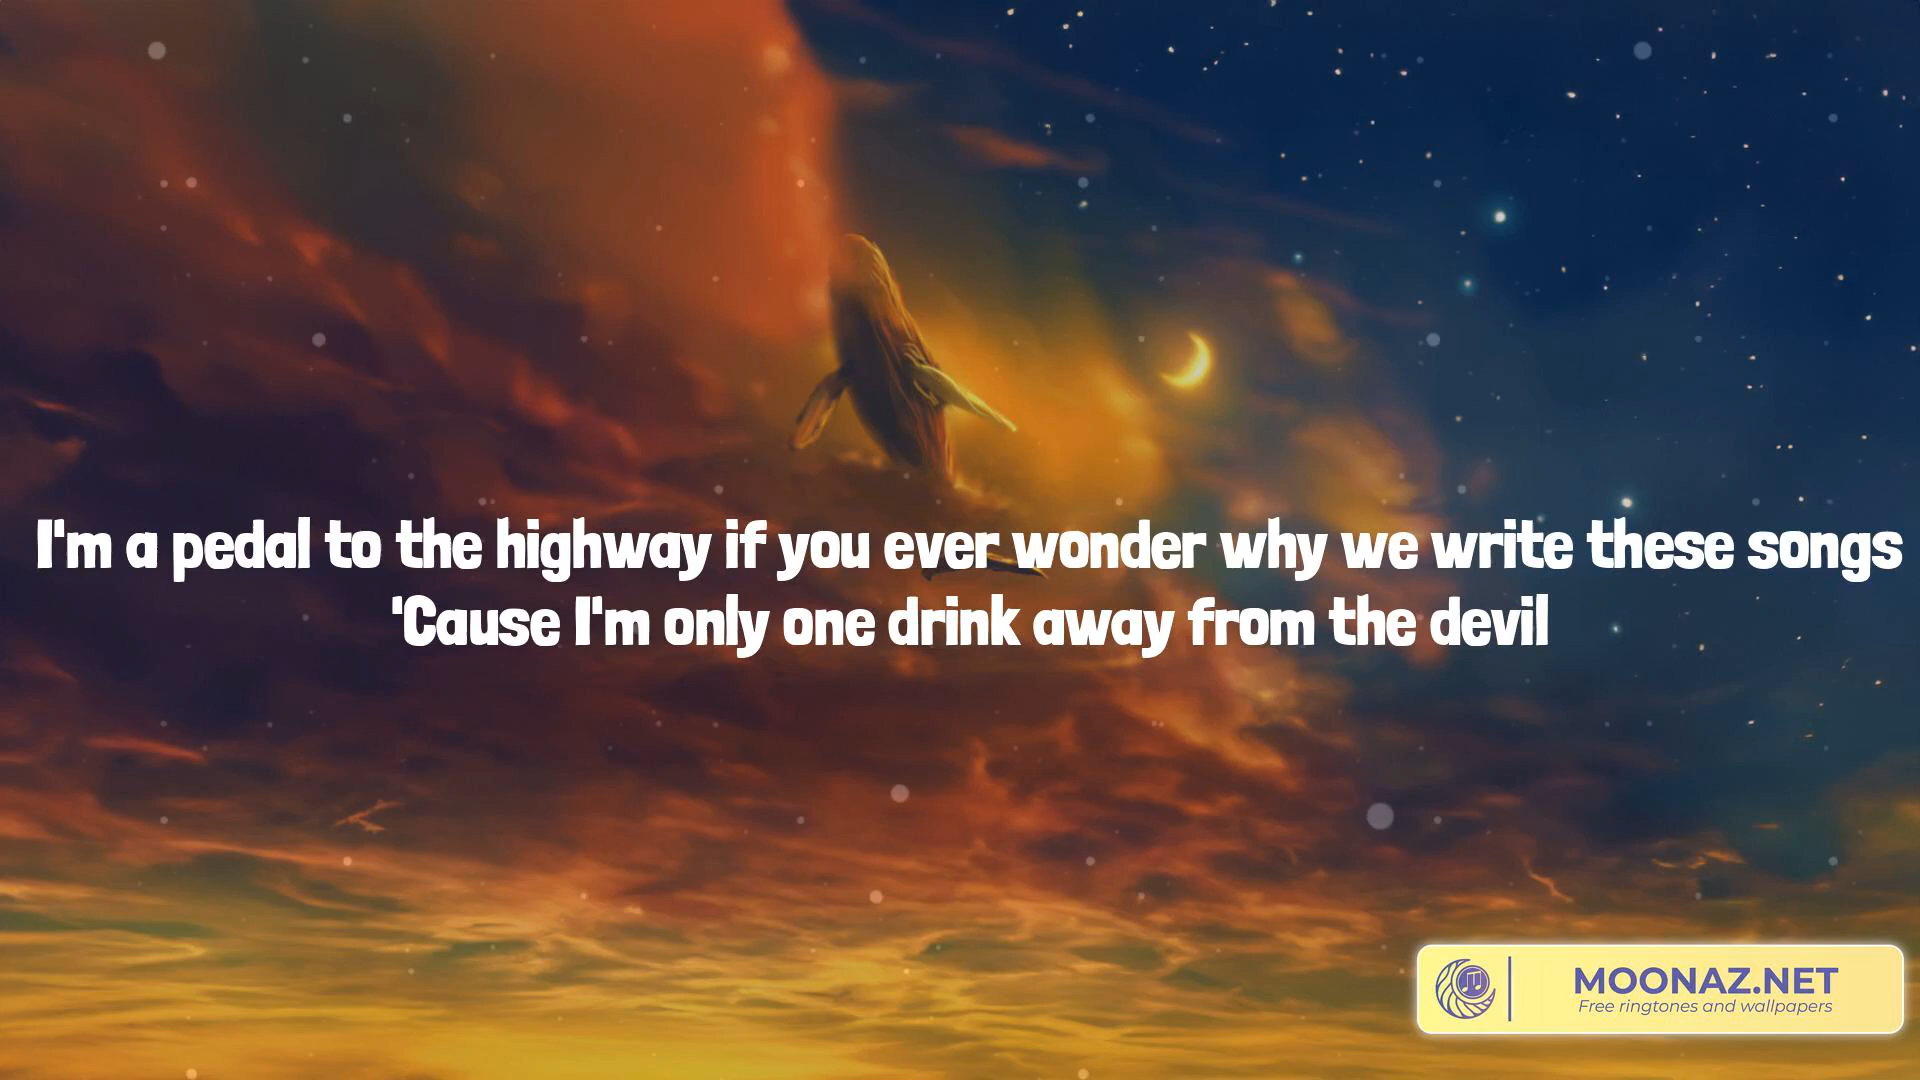 I'm a pedal to the highway if you ever wonder why we write these songs
'Cause I'm only one drink away from the devil
MOONAZ.NET
Free ringtones and wallpapers